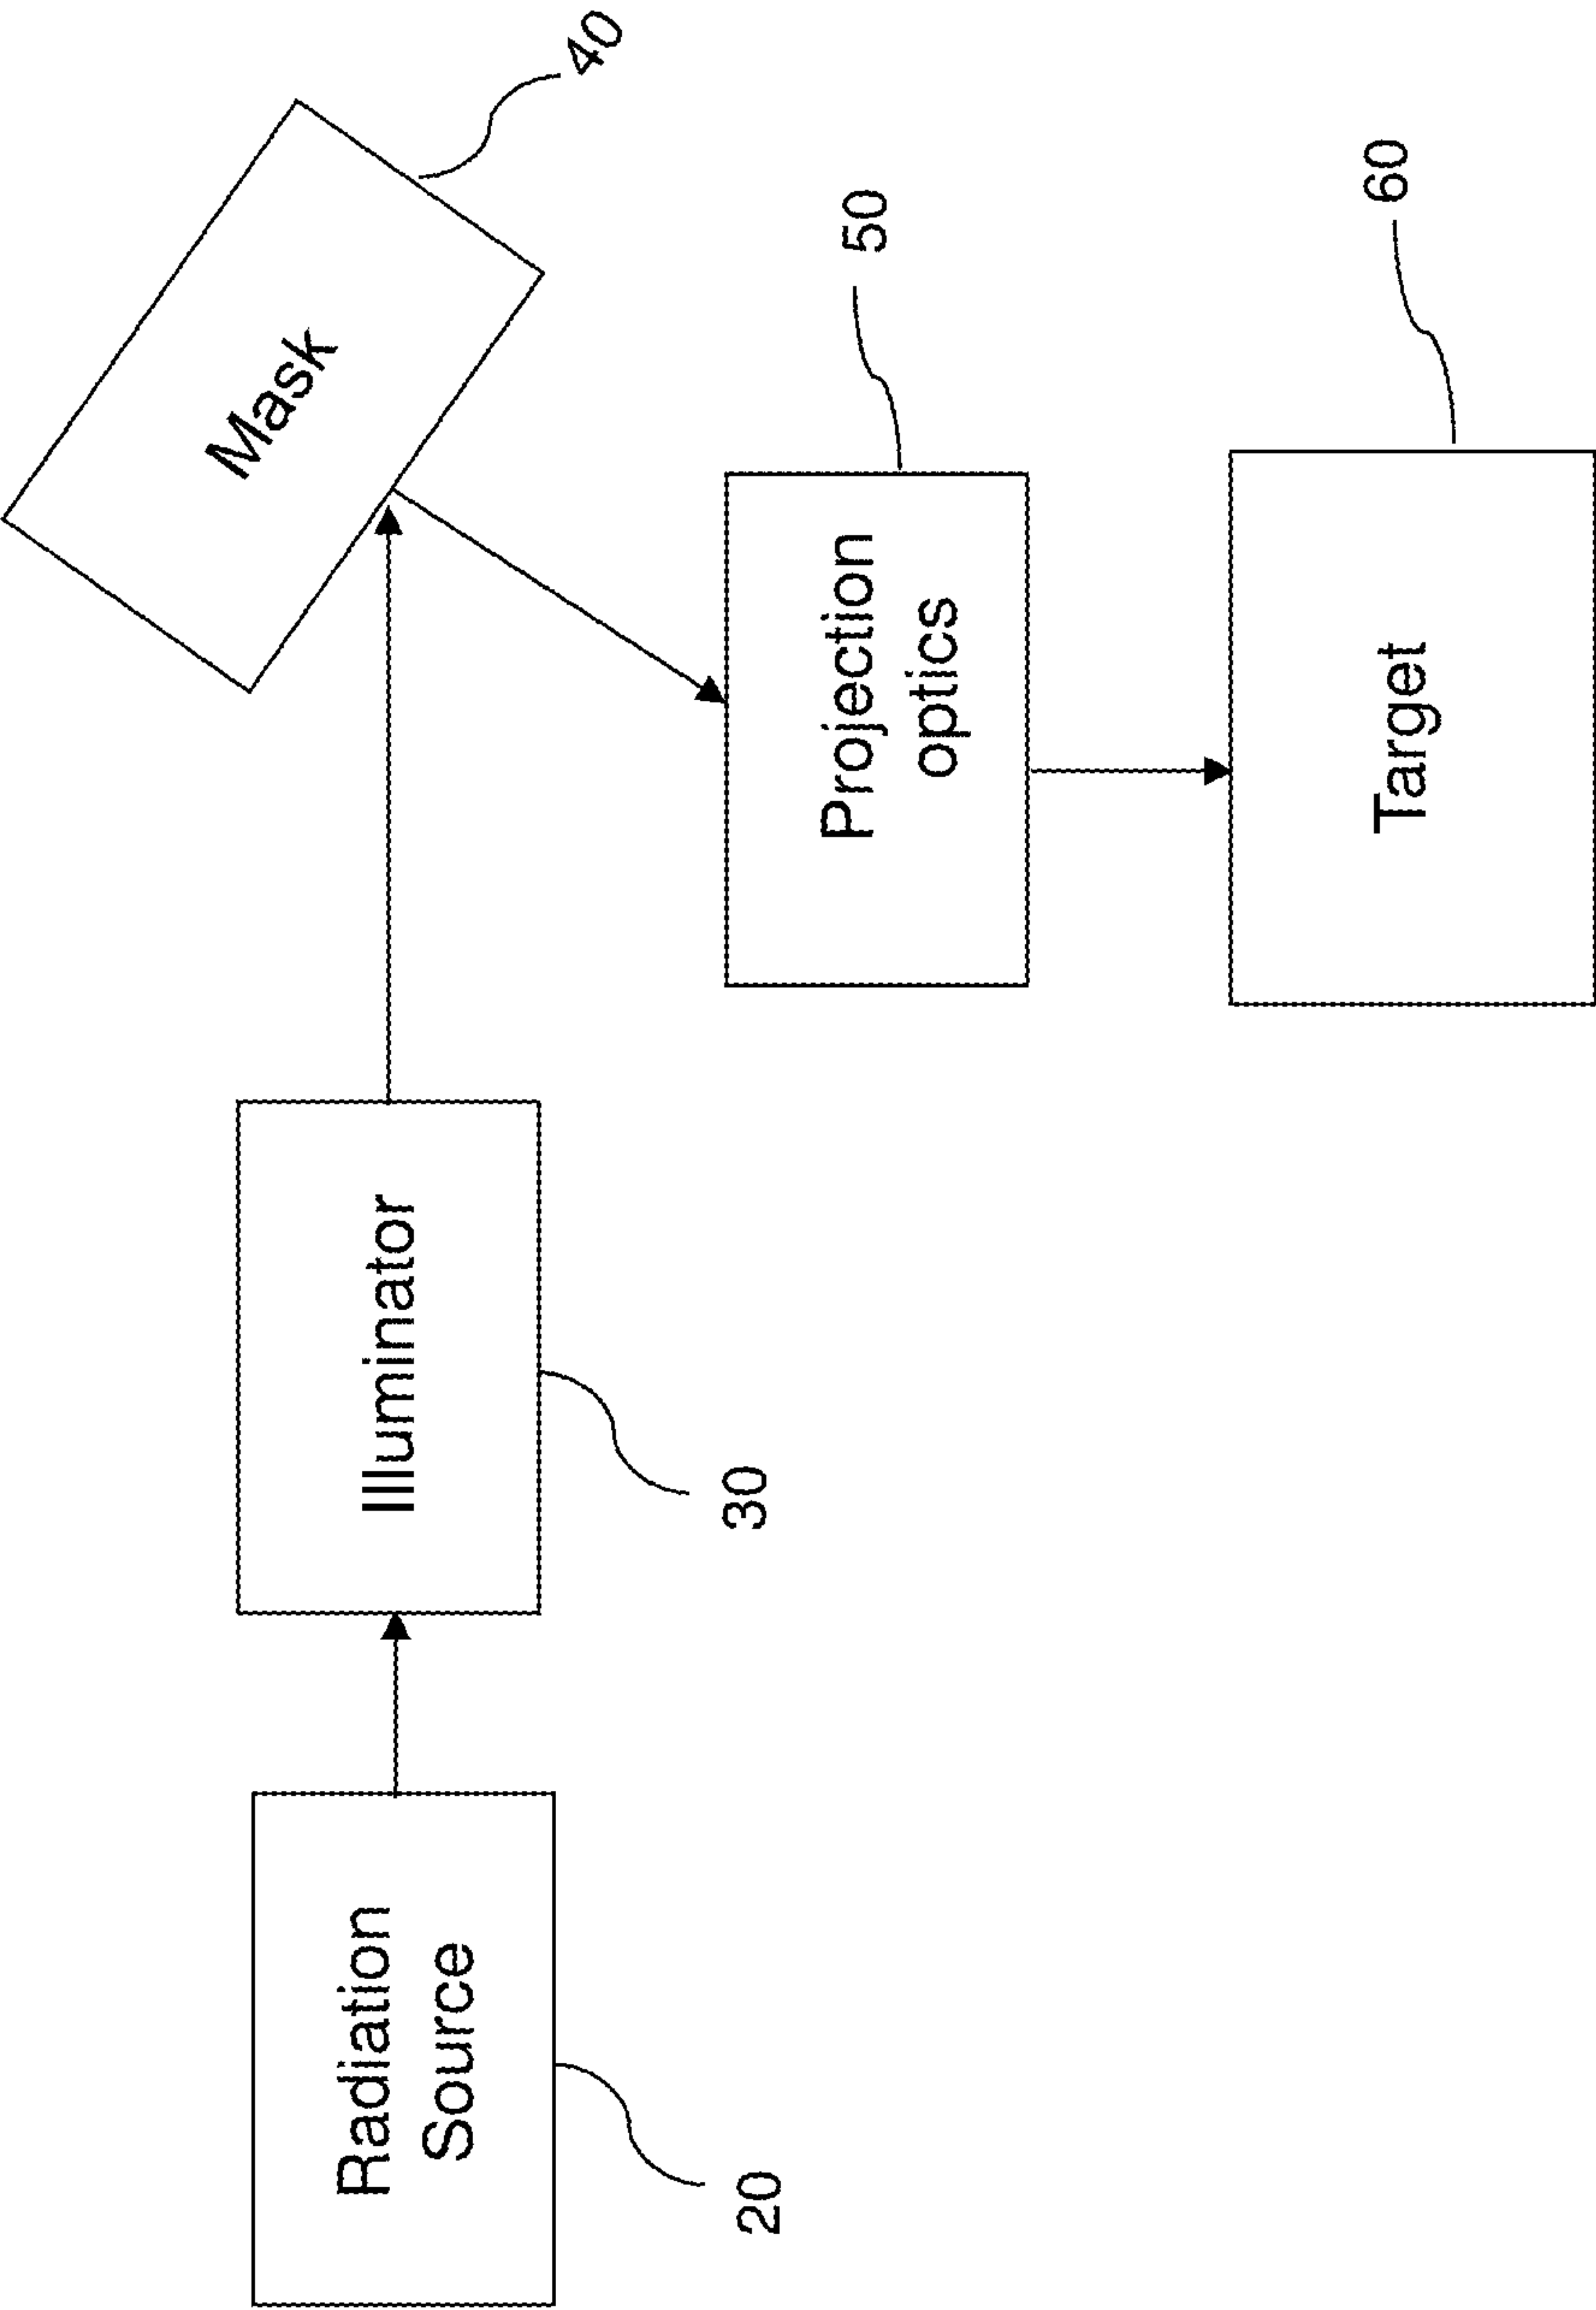 Radiation
Source
20
Illuminator
30
Mask
40
Projection
optics
50
Target
60